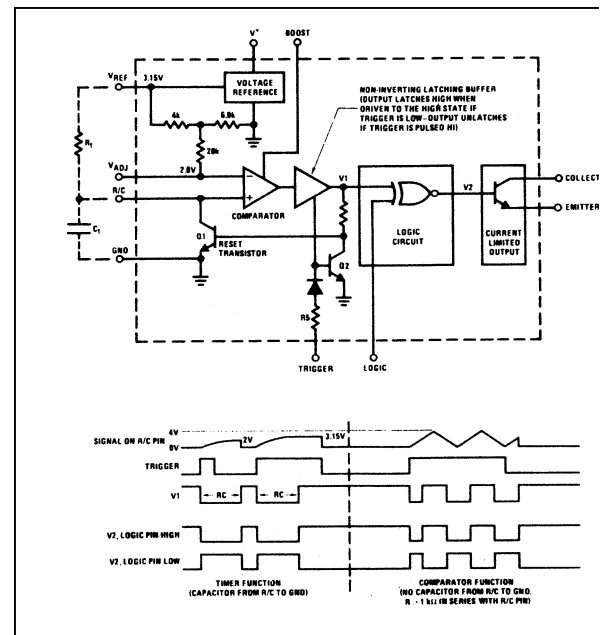 V+
BOOST
VREF
3.15V
VOLTAGE
REFERENCE
NON-INVERTING LATCHING BUFFER
(OUTPUT LATCHES HIGH WHEN
DRIVEN TO THE HIGH STATE IF
TRIGGER IS LOW-OUTPUT UNLATCHES
IF TRIGGER IS PULSED HI)
4k
6.9k
Rt
20k
VADJ
2.0V
R/C
COMPARATOR
V1
V2
COLLECT
EMITTER
Ct
Q1
RESET
TRANSISTOR
LOGIC
CIRCUIT
CURRENT
LIMITED
OUTPUT
GND
Q2
R5
TRIGGER
LOGIC
4V
SIGNAL ON R/C PIN
2V
3.15V
0V
TRIGGER
V1
RC
RC
V2, LOGIC PIN HIGH
V2, LOGIC PIN LOW
TIMER FUNCTION
(CAPACITOR FROM R/C TO GND)
COMPARATOR FUNCTION
(NO CAPACITOR FROM R/C TO GND,
R 1 kΩ IN SERIES WITH R/C PIN)